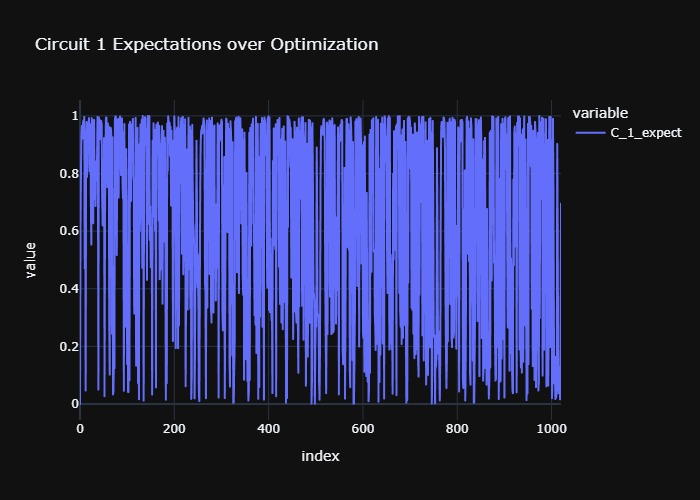 Circuit 1 Expectations over Optimization
variable
C_1_expect
1
0.8
0.6
0.4
0.2
0
value
0
200
400
600
800
1000
index